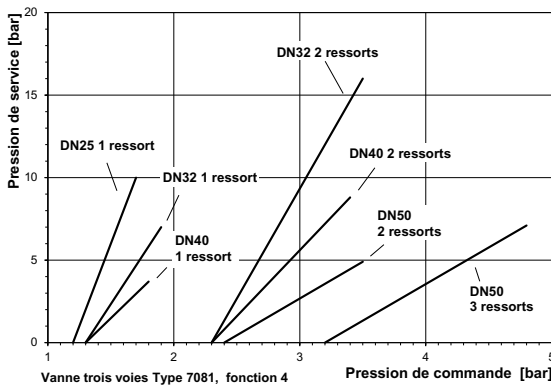 Pression de service [bar]
20
15
10
5
0
DN32 2 ressorts
DN25 1 ressort
DN40 2 ressorts
DN32 1 ressort
DN50
2 ressorts
DN40
1 ressort
DN50
3 ressorts
1
2
3
4
5
Vanne trois voies Type 7081, fonction 4
Pression de commande [bar]